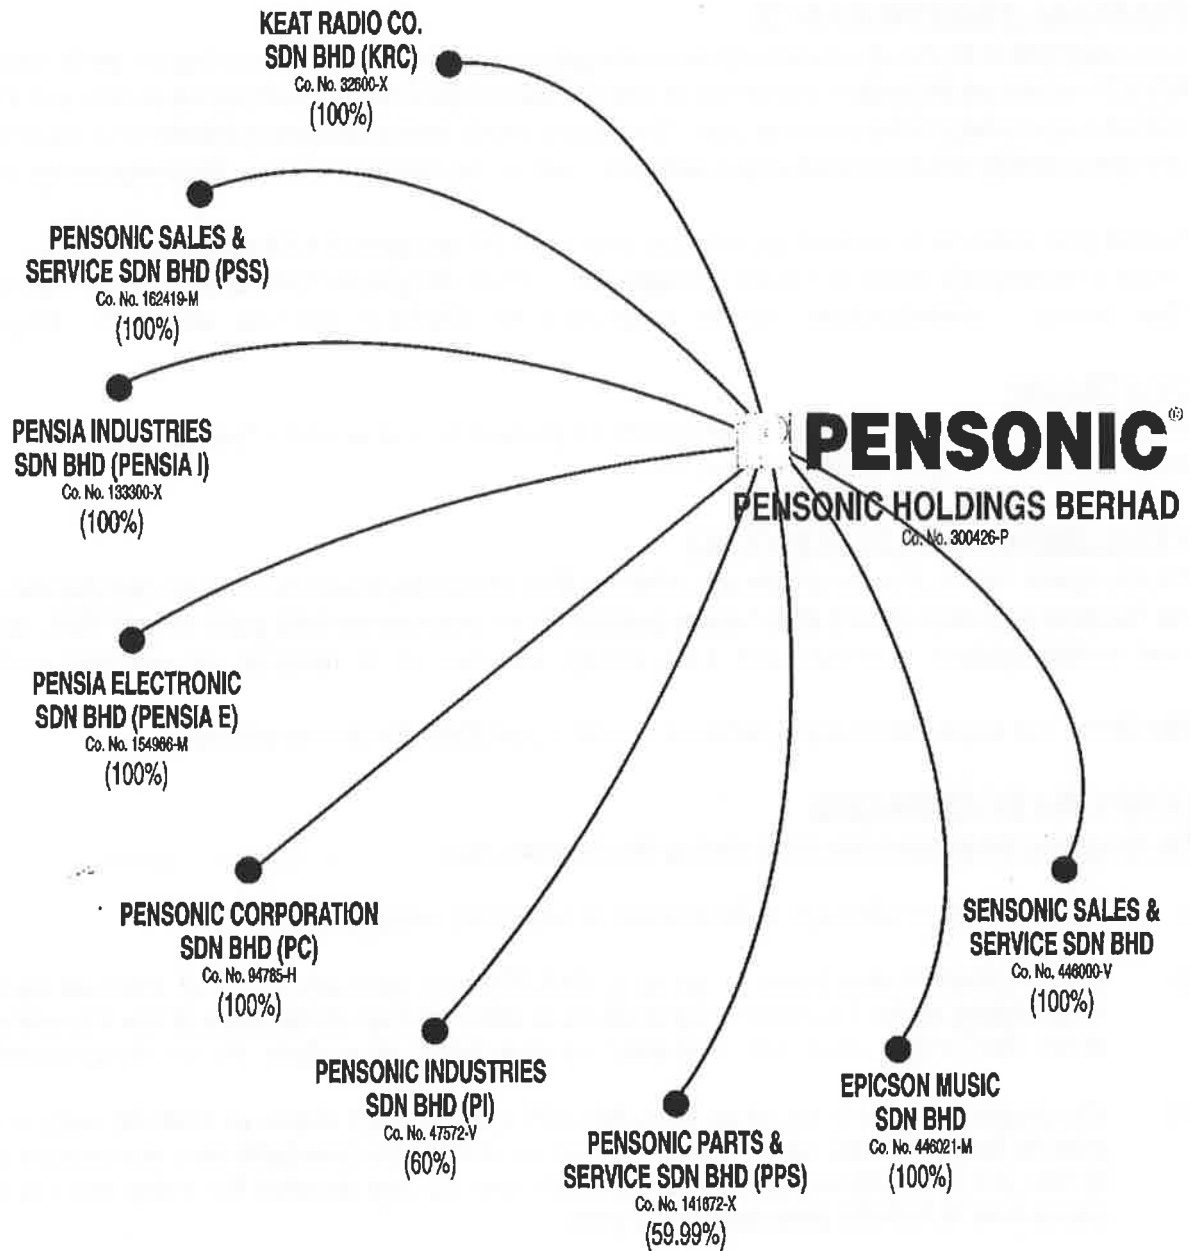 KEAT RADIO CO.
SDN BHD (KRC)
Co. No. 32600-X
(100%)
PENSONIC SALES &
SERVICE SDN BHD (PSS)
Co. No. 162419-M
(100%)
PENSIA INDUSTRIES
SDN BHD (PENSIA I)
Co. No. 133300-X
(100%)
PENSONIC®
PENSONIC HOLDINGS BERHAD
Co. No. 300426-P
PENSIA ELECTRONIC
SDN BHD (PENSIA E)
Co. No. 154986-M
(100%)
PENSONIC CORPORATION
SDN BHD (PC)
Co. No. 94785-H
(100%)
PENSONIC INDUSTRIES
SDN BHD (PI)
Co. No. 47572-V
(60%)
PENSONIC PARTS &
SERVICE SDN BHD (PPS)
Co. No. 141672-X
(59.99%)
EPICSON MUSIC
SDN BHD
Co. No. 446021-M
(100%)
SENSONIC SALES &
SERVICE SDN BHD
Co. No. 446000-V
(100%)